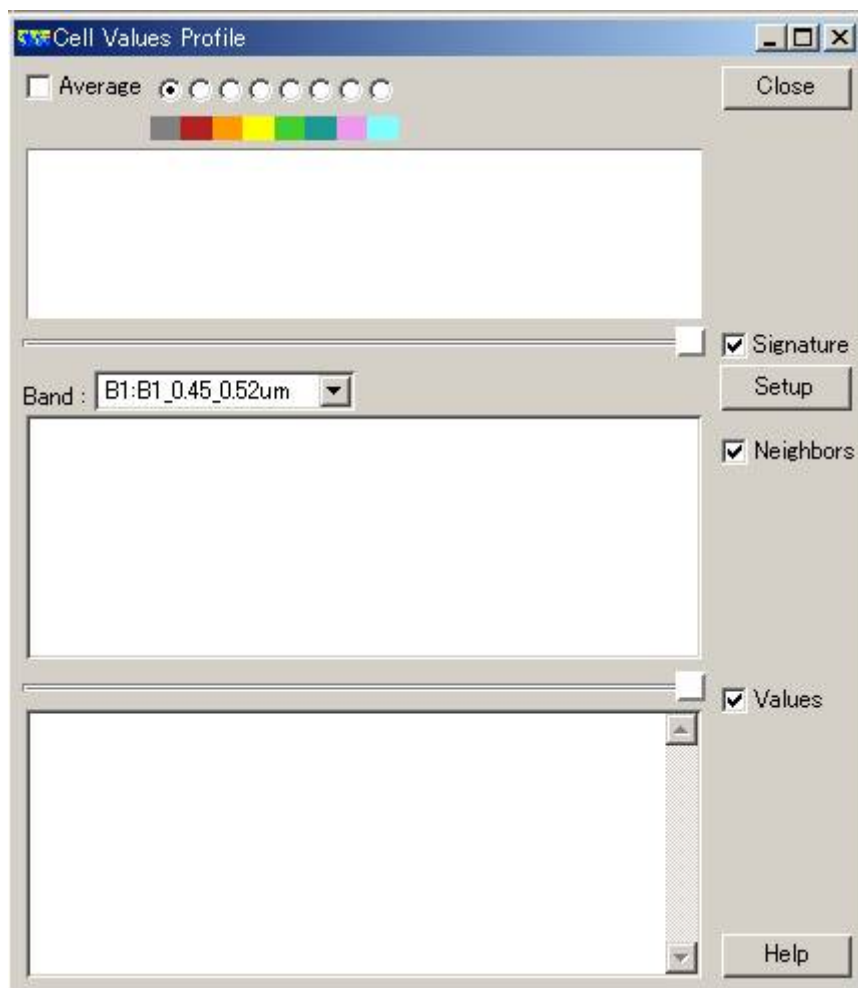 Cell Values Profile
Average
Close
Signature
Band : B1:B1_0.45_0.52um
Setup
Neighbors
Values
Help